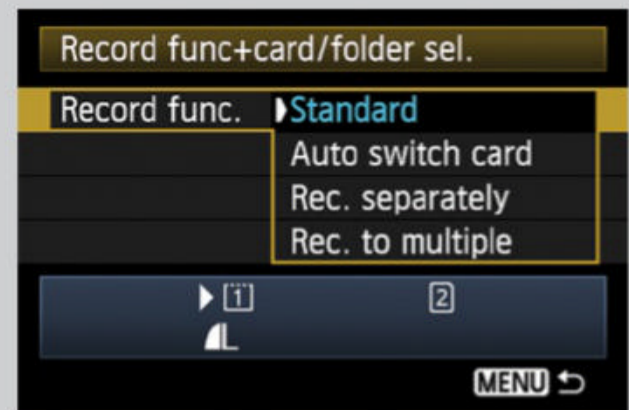 Record func+card/folder sel.
Record func. Standard
Auto switch card
Rec. separately
Rec. to multiple
1 2
L
MENU